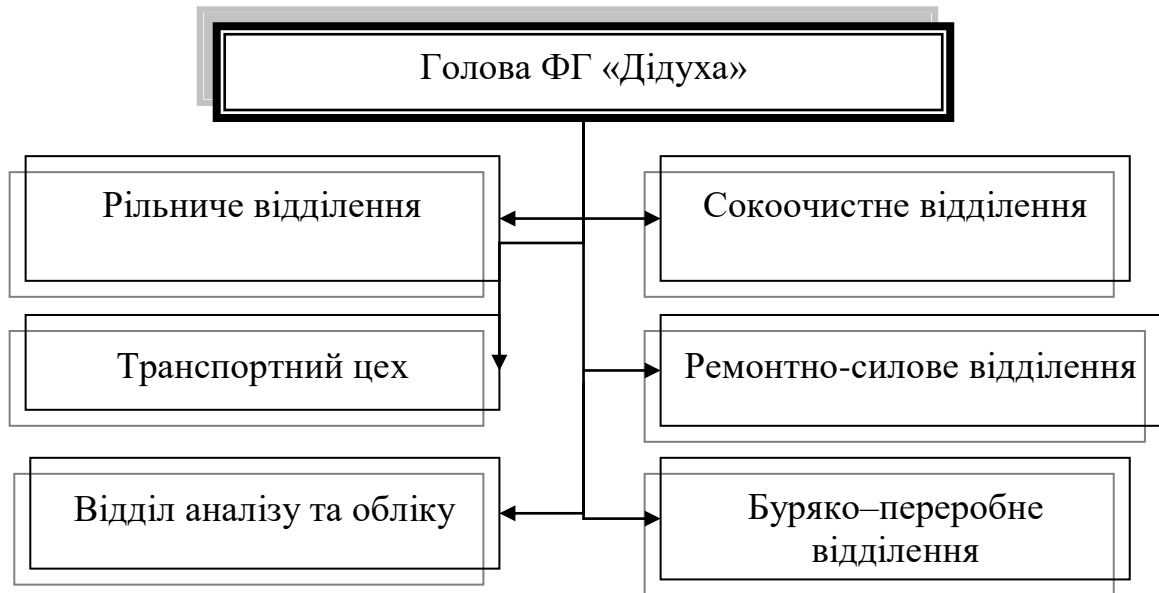 Голова ФГ «Дідуха»
Рільниче відділення
Сокоочистне відділення
Транспортний цех
Ремонтно-силове відділення
Відділ аналізу та обліку
Буряко–переробне
відділення